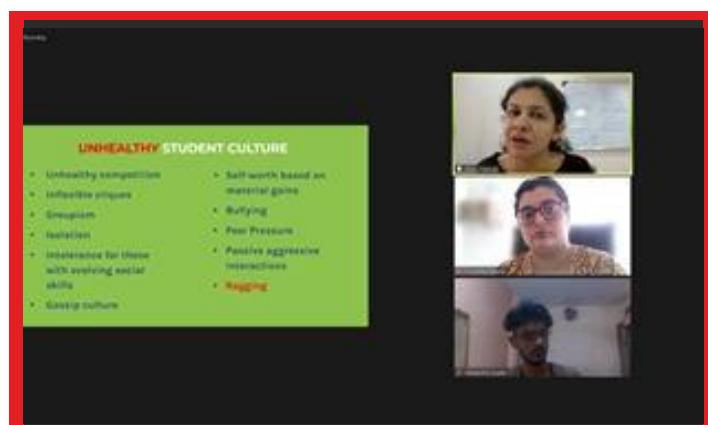 UNHEALTHY STUDENT CULTURE
• Unhealthy competition
• Inflexible cliques
• Groupism
• Isolation
• Intolerance for those
with evolving social
skills
• Gossip culture
• Self-worth based on
material gains
• Bullying
• Peer Pressure
• Passive aggressive
interactions
• Ragging